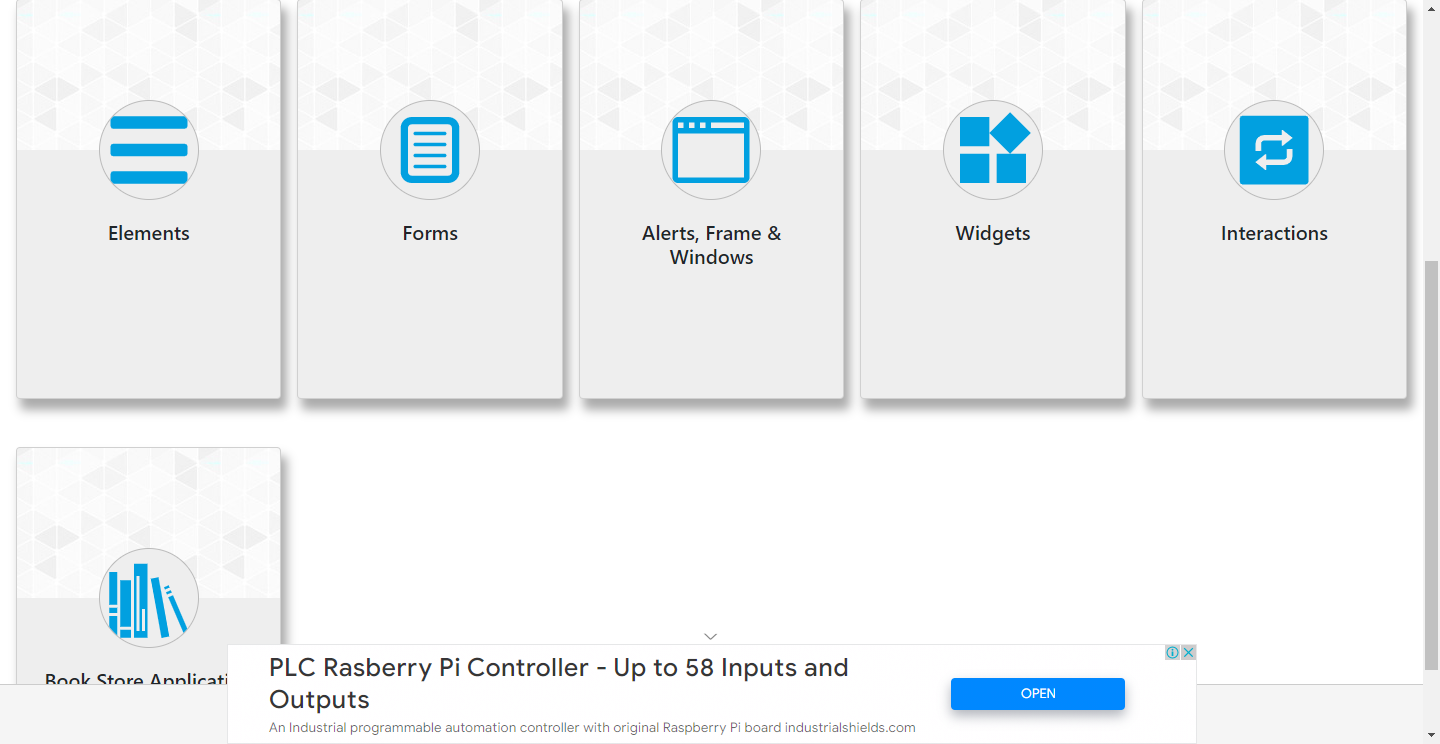 Elements
Forms
Alerts, Frame &
Windows
Widgets
Interactions
Book Store Applicati
PLC Rasberry Pi Controller - Up to 58 Inputs and
Outputs
An Industrial programmable automation controller with original Raspberry Pi board industrialshields.com
OPEN